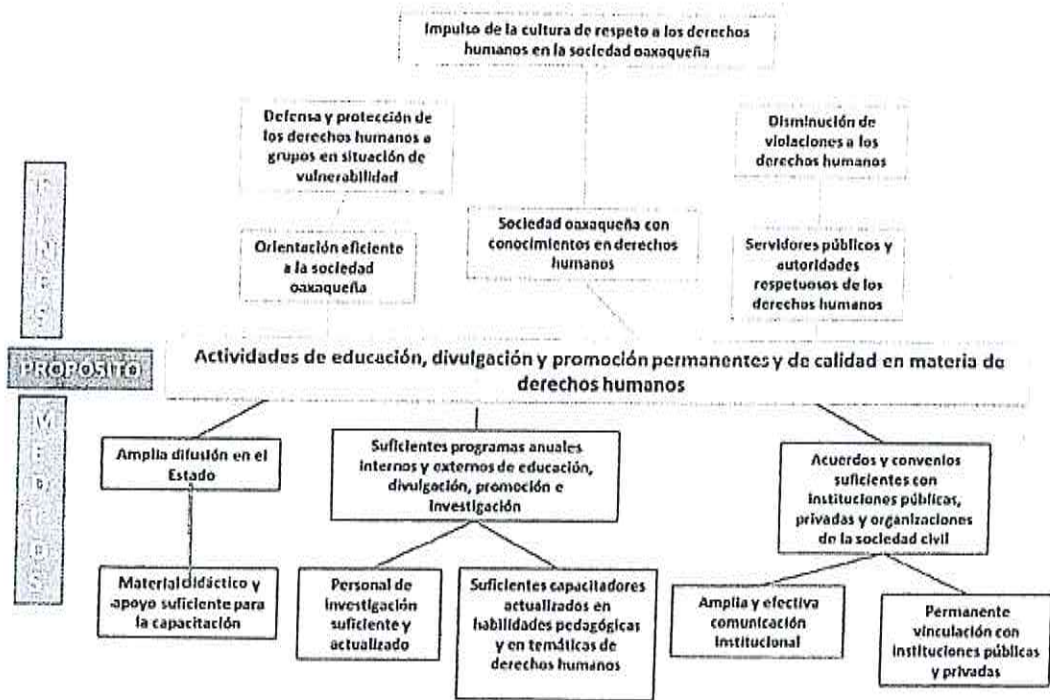 Impulso de la cultura de respeto a los derechos
humanos en la sociedad oaxaqueña
Defensa y protección de
los derechos humanos a
grupos en situación de
vulnerabilidad
Disminución de
violaciones a los
derechos humanos
Orientación eficiente
a la sociedad
oaxaqueña
Sociedad oaxaqueña con
conocimientos en derechos
humanos
Servidores públicos y
autoridades
respetuosos de los
derechos humanos
FINES
PROPOSITO
Actividades de educación, divulgación y promoción permanentes y de calidad en materia de
derechos humanos
MEDIOS
Amplia difusión en el
Estado
Suficientes programas anuales
internos y externos de educación,
divulgación, promoción e
investigación
Acuerdos y convenios
suficientes con
instituciones públicas,
privadas y organizaciones
de la sociedad civil
Material didáctico y
apoyo suficiente para
la capacitación
Personal de
investigación
suficiente y
actualizado
Suficientes capacitadores
actualizados en
habilidades pedagógicas
y en temáticas de
derechos humanos
Amplia y efectiva
comunicación
institucional
Permanente
vinculación con
instituciones públicas
y privadas